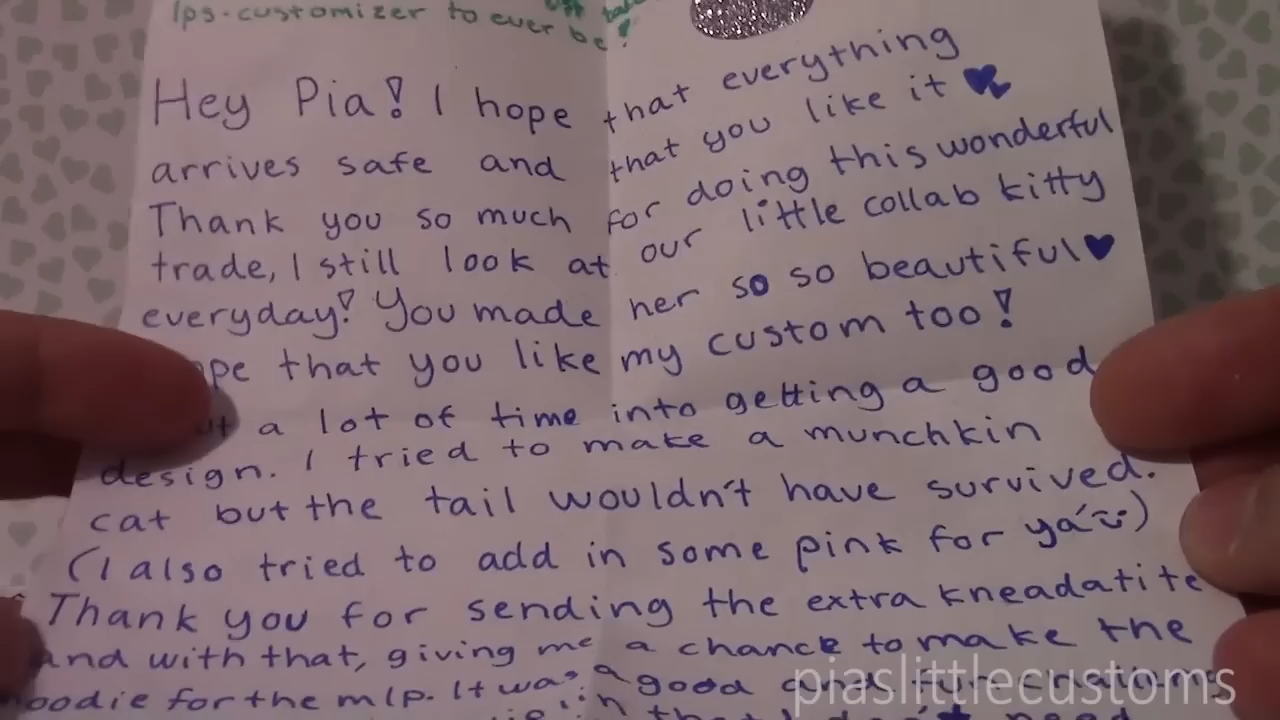 lps-customizer to ever be!
Hey Pia! I hope that everything
arrives safe and that you like it
Thank you so much for doing this wonderful
trade, I still look at our little collab kitty
everyday! You made her so so beautiful
that you like my custom too!
a lot of time into getting a good
design. I tried to make a munchkin
cat but the tail wouldn't have survived.
(I also tried to add in some pink for ya)
Thank you for sending the extra kneadatite
and with that, giving me a chance to make the
hoodie for the mlp. It was a good
piaslittlecustoms